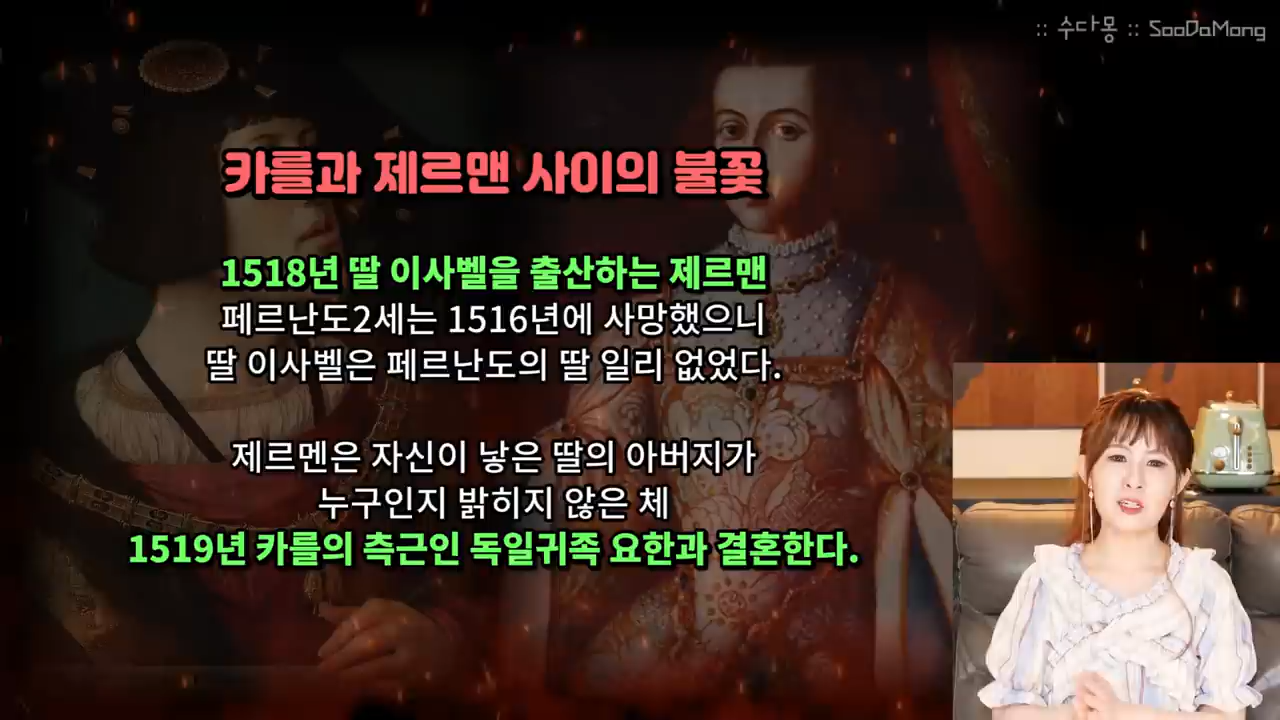 :: 수다몽 :: SooDaMong
카를과 제르맨 사이의 불꽃
1518년 딸 이사벨을 출산하는 제르맨
페르난도2세는 1516년에 사망했으니
딸 이사벨은 페르난도의 딸 일리 없었다.
제르멘은 자신이 낳은 딸의 아버지가
누구인지 밝히지 않은 체
1519년 카를의 측근인 독일귀족 요한과 결혼한다.